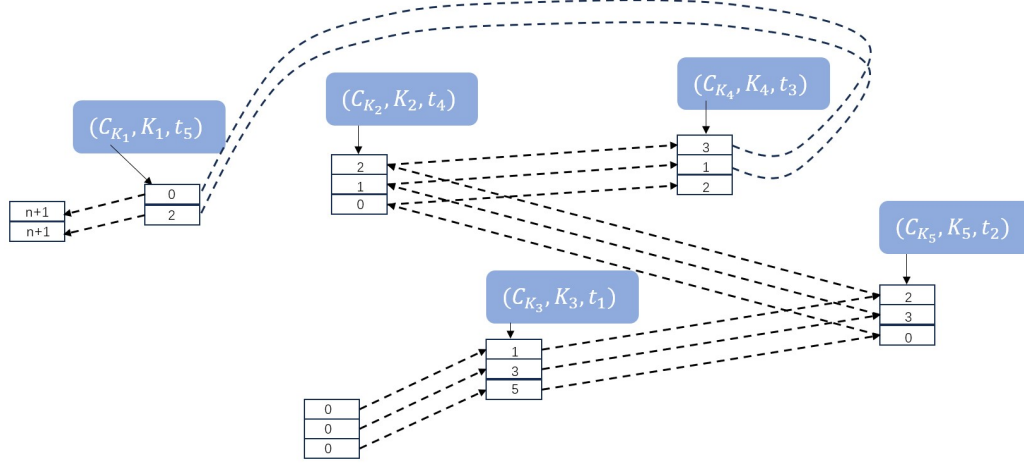 (C_{K_1}, K_1, t_5)
0
2
n+1
n+1
(C_{K_2}, K_2, t_4)
2
1
0
(C_{K_4}, K_4, t_3)
3
1
2
(C_{K_5}, K_5, t_2)
2
3
0
(C_{K_3}, K_3, t_1)
1
3
5
0
0
0